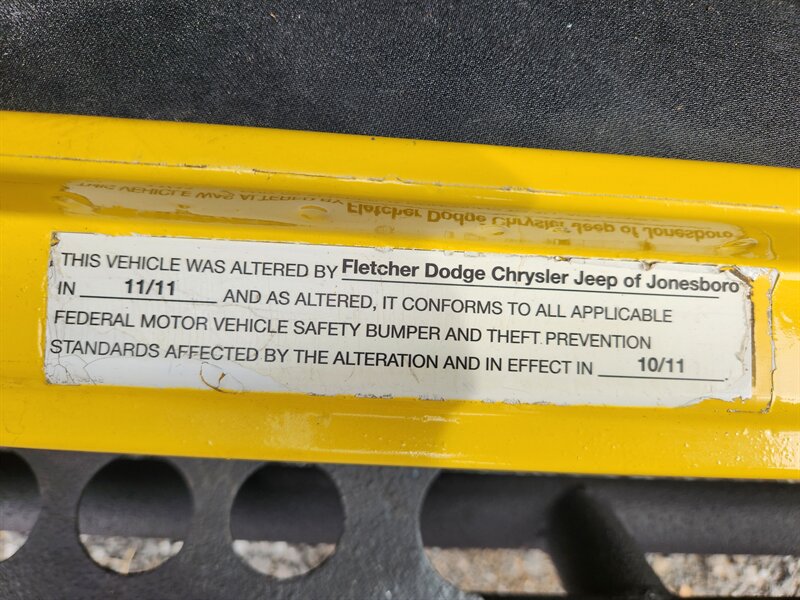 THIS VEHICLE WAS ALTERED BY Fletcher Dodge Chrysler Jeep of Jonesboro
IN 11/11 AND AS ALTERED, IT CONFORMS TO ALL APPLICABLE
FEDERAL MOTOR VEHICLE SAFETY BUMPER AND THEFT PREVENTION
STANDARDS AFFECTED BY THE ALTERATION AND IN EFFECT IN 10/11